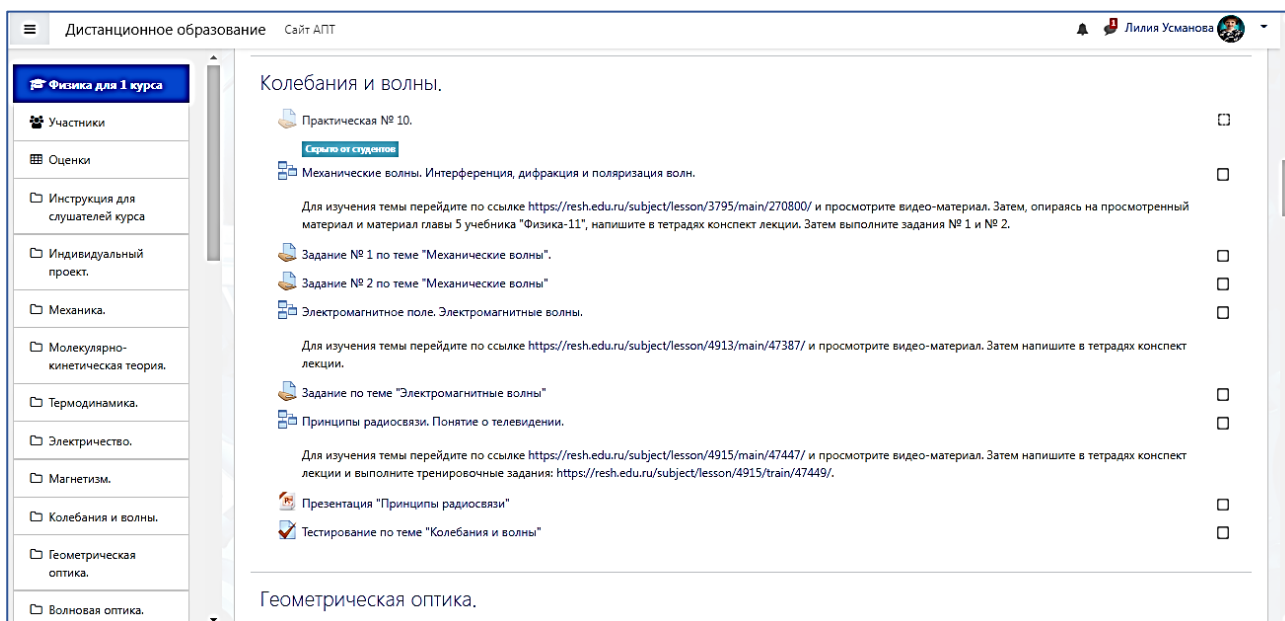 Дистанционное образование Сайт АПТ 1 Лилия Усманова
Физика для 1 курса
Участники
Оценки
Инструкция для
слушателей курса
Индивидуальный
проект.
Механика.
Молекулярно-
кинетическая теория.
Термодинамика.
Электричество.
Магнетизм.
Колебания и волны.
Геометрическая
оптика.
Волновая оптика.
Колебания и волны.
Практическая № 10.
Скрыто от студентов
Механические волны. Интерференция, дифракция и поляризация волн.
Для изучения темы перейдите по ссылке https://resh.edu.ru/subject/lesson/3795/main/270800/ и просмотрите видео-материал. Затем, опираясь на просмотренный
материал и материал главы 5 учебника "Физика-11", напишите в тетрадях конспект лекции. Затем выполните задания № 1 и № 2.
Задание № 1 по теме "Механические волны".
Задание № 2 по теме "Механические волны"
Электромагнитное поле. Электромагнитные волны.
Для изучения темы перейдите по ссылке https://resh.edu.ru/subject/lesson/4913/main/47387/ и просмотрите видео-материал. Затем напишите в тетрадях конспект
лекции.
Задание по теме "Электромагнитные волны"
Принципы радиосвязи. Понятие о телевидении.
Для изучения темы перейдите по ссылке https://resh.edu.ru/subject/lesson/4915/main/47447/ и просмотрите видео-материал. Затем напишите в тетрадях конспект
лекции и выполните тренировочные задания: https://resh.edu.ru/subject/lesson/4915/train/47449/.
Презентация "Принципы радиосвязи"
Тестирование по теме "Колебания и волны"
Геометрическая оптика.